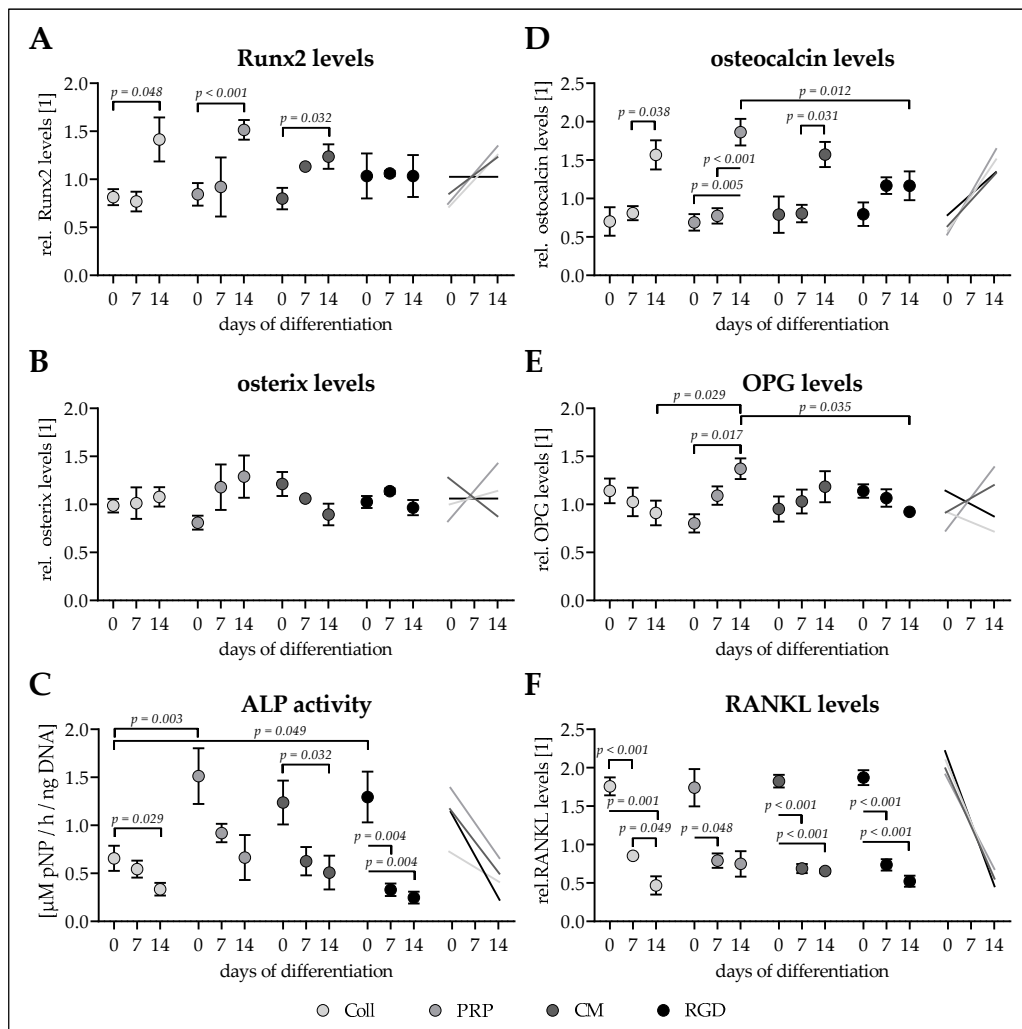 A
Runx2 levels
rel. Runx2 levels [1]
2.0
1.5
1.0
0.5
0.0
p = 0.048
p < 0.001
p = 0.032
0 7 14 0 7 14 0 7 14 0 7 14 0 7 14
days of differentiation
B
osterix levels
rel. osterix levels [1]
2.0
1.5
1.0
0.5
0.0
0 7 14 0 7 14 0 7 14 0 7 14 0 7 14
days of differentiation
C
ALP activity
[µM pNP / h / ng DNA]
2.0
1.5
1.0
0.5
0.0
p = 0.003
p = 0.049
p = 0.032
p = 0.029
p = 0.004
p = 0.004
0 7 14 0 7 14 0 7 14 0 7 14 0 7 14
days of differentiation
D
osteocalcin levels
rel. ostocalcin levels [1]
2.5
2.0
1.5
1.0
0.5
0.0
p = 0.012
p = 0.038
p = 0.031
p < 0.001
p = 0.005
0 7 14 0 7 14 0 7 14 0 7 14 0 7 14
days of differentiation
E
OPG levels
rel. OPG levels [1]
2.0
1.5
1.0
0.5
0.0
p = 0.029
p = 0.035
p = 0.017
0 7 14 0 7 14 0 7 14 0 7 14 0 7 14
days of differentiation
F
RANKL levels
rel.RANKL levels [1]
2.5
2.0
1.5
1.0
0.5
0.0
p < 0.001
p = 0.001
p = 0.049
p = 0.048
p < 0.001
p < 0.001
p < 0.001
p < 0.001
0 7 14 0 7 14 0 7 14 0 7 14 0 7 14
days of differentiation
Coll PRP CM RGD